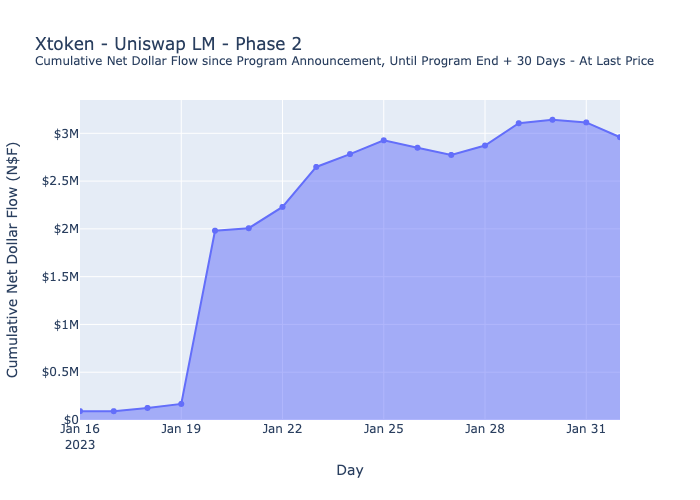 Xtoken - Uniswap LM - Phase 2
Cumulative Net Dollar Flow since Program Announcement, Until Program End + 30 Days - At Last Price
Cumulative Net Dollar Flow (N$F)
$3M
$2.5M
$2M
$1.5M
$1M
$0.5M
$0
Jan 16 Jan 19 Jan 22 Jan 25 Jan 28 Jan 31
2023
Day